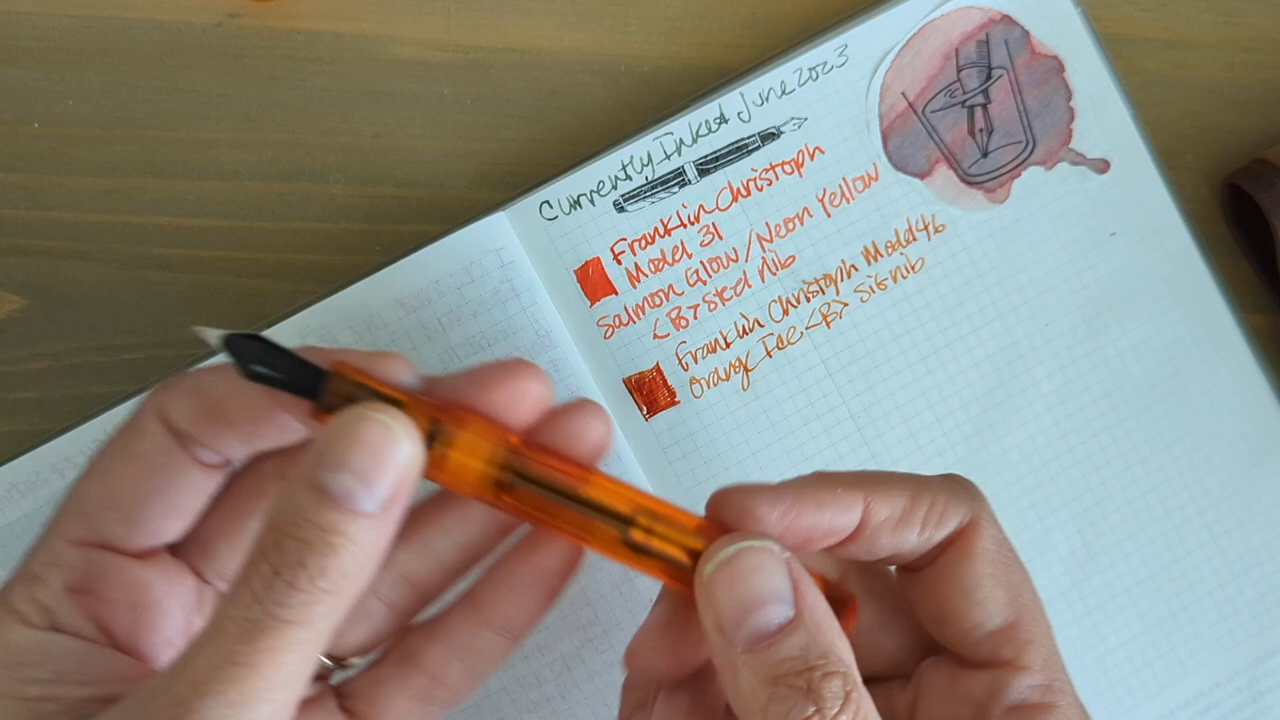 Currently Inked June 2023
Franklin Christoph
Model 31
Salmon Glow/Neon Yellow
<B> steel nib
Franklin Christoph Model 46
Orange Ice <B> SIG nib